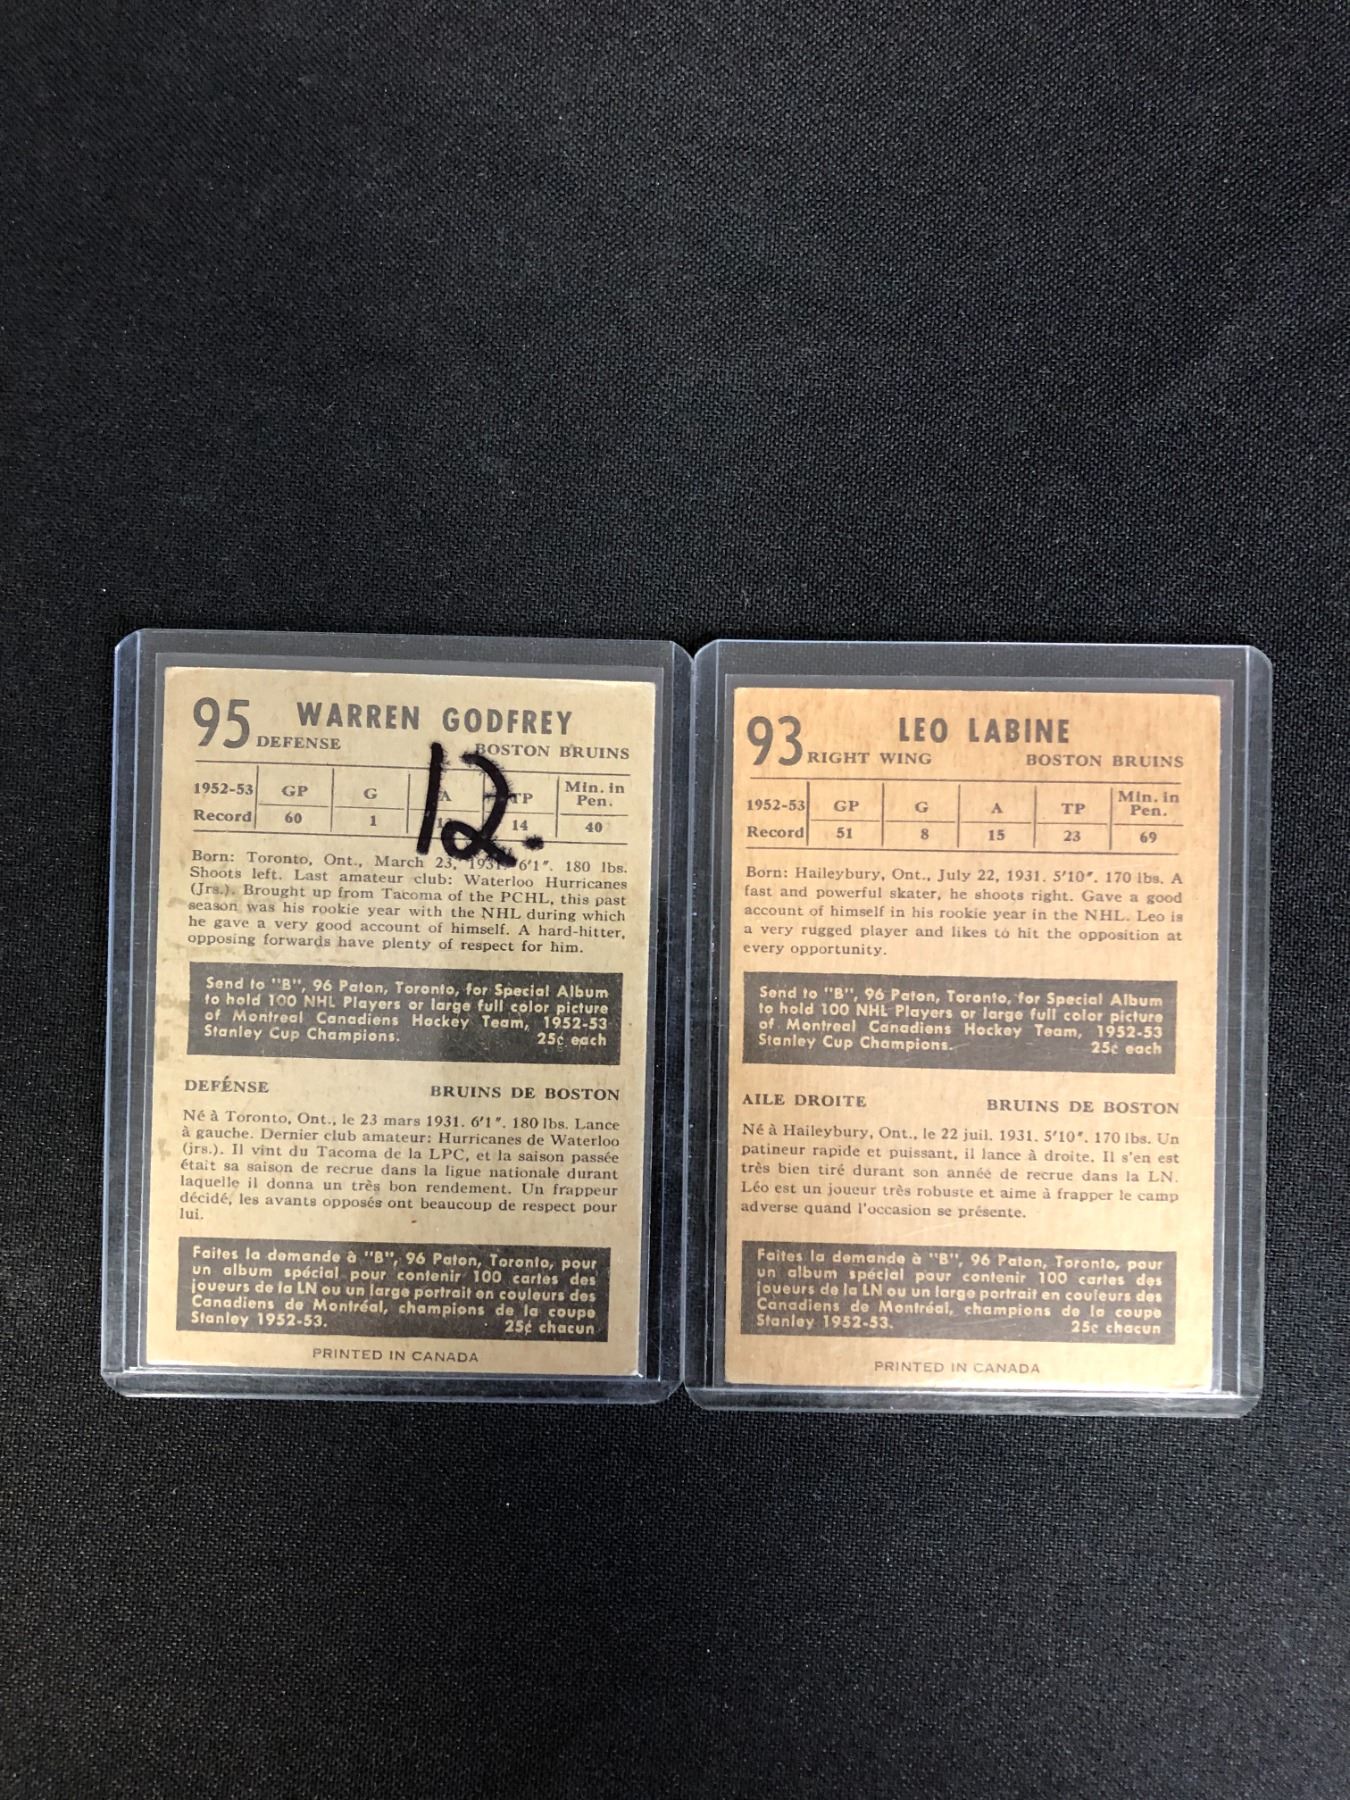 95 WARREN GODFREY
DEFENSE BOSTON BRUINS
12.
1952-53 GP G A TP Min. in Pen.
Record 60 1 14 40
Born: Toronto, Ont., March 23, 1931. 6'1". 180 lbs.
Shoots left. Last amateur club: Waterloo Hurricanes
(Jrs.). Brought up from Tacoma of the PCHL, this past
season was his rookie year with the NHL during which
he gave a very good account of himself. A hard-hitter,
opposing forwards have plenty of respect for him.
Send to "B", 96 Paton, Toronto, for Special Album
to hold 100 NHL Players or large full color picture
of Montreal Canadiens Hockey Team, 1952-53
Stanley Cup Champions. 25¢ each
DEFÉNSE BRUINS DE BOSTON
Né à Toronto, Ont., le 23 mars 1931. 6'1". 180 lbs. Lance
à gauche. Dernier club amateur: Hurricanes de Waterloo
(jrs.). Il vint du Tacoma de la LPC, et la saison passée
était sa saison de recrue dans la ligue nationale durant
laquelle il donna un très bon rendement. Un frappeur
décidé, les avants opposés ont beaucoup de respect pour
lui.
Faites la demande à "B", 96 Paton, Toronto, pour
un album spécial pour contenir 100 cartes des
joueurs de la LN ou un large portrait en couleurs des
Canadiens de Montréal, champions de la coupe
Stanley 1952-53. 25¢ chacun
PRINTED IN CANADA
93 LEO LABINE
RIGHT WING BOSTON BRUINS
1952-53 GP G A TP Min. in Pen.
Record 51 8 15 23 69
Born: Haileybury, Ont., July 22, 1931. 5'10". 170 lbs. A
fast and powerful skater, he shoots right. Gave a good
account of himself in his rookie year in the NHL. Leo is
a very rugged player and likes to hit the opposition at
every opportunity.
Send to "B", 96 Paton, Toronto, for Special Album
to hold 100 NHL Players or large full color picture
of Montreal Canadiens Hockey Team, 1952-53
Stanley Cup Champions. 25¢ each
AILE DROITE BRUINS DE BOSTON
Né à Haileybury, Ont., le 22 juil. 1931. 5'10". 170 lbs. Un
patineur rapide et puissant, il lance à droite. Il s'en est
très bien tiré durant son année de recrue dans la LN.
Léo est un joueur très robuste et aime à frapper le camp
adverse quand l'occasion se présente.
Faites la demande à "B", 96 Paton, Toronto, pour
un album spécial pour contenir 100 cartes des
joueurs de la LN ou un large portrait en couleurs des
Canadiens de Montréal, champions de la coupe
Stanley 1952-53. 25¢ chacun
PRINTED IN CANADA